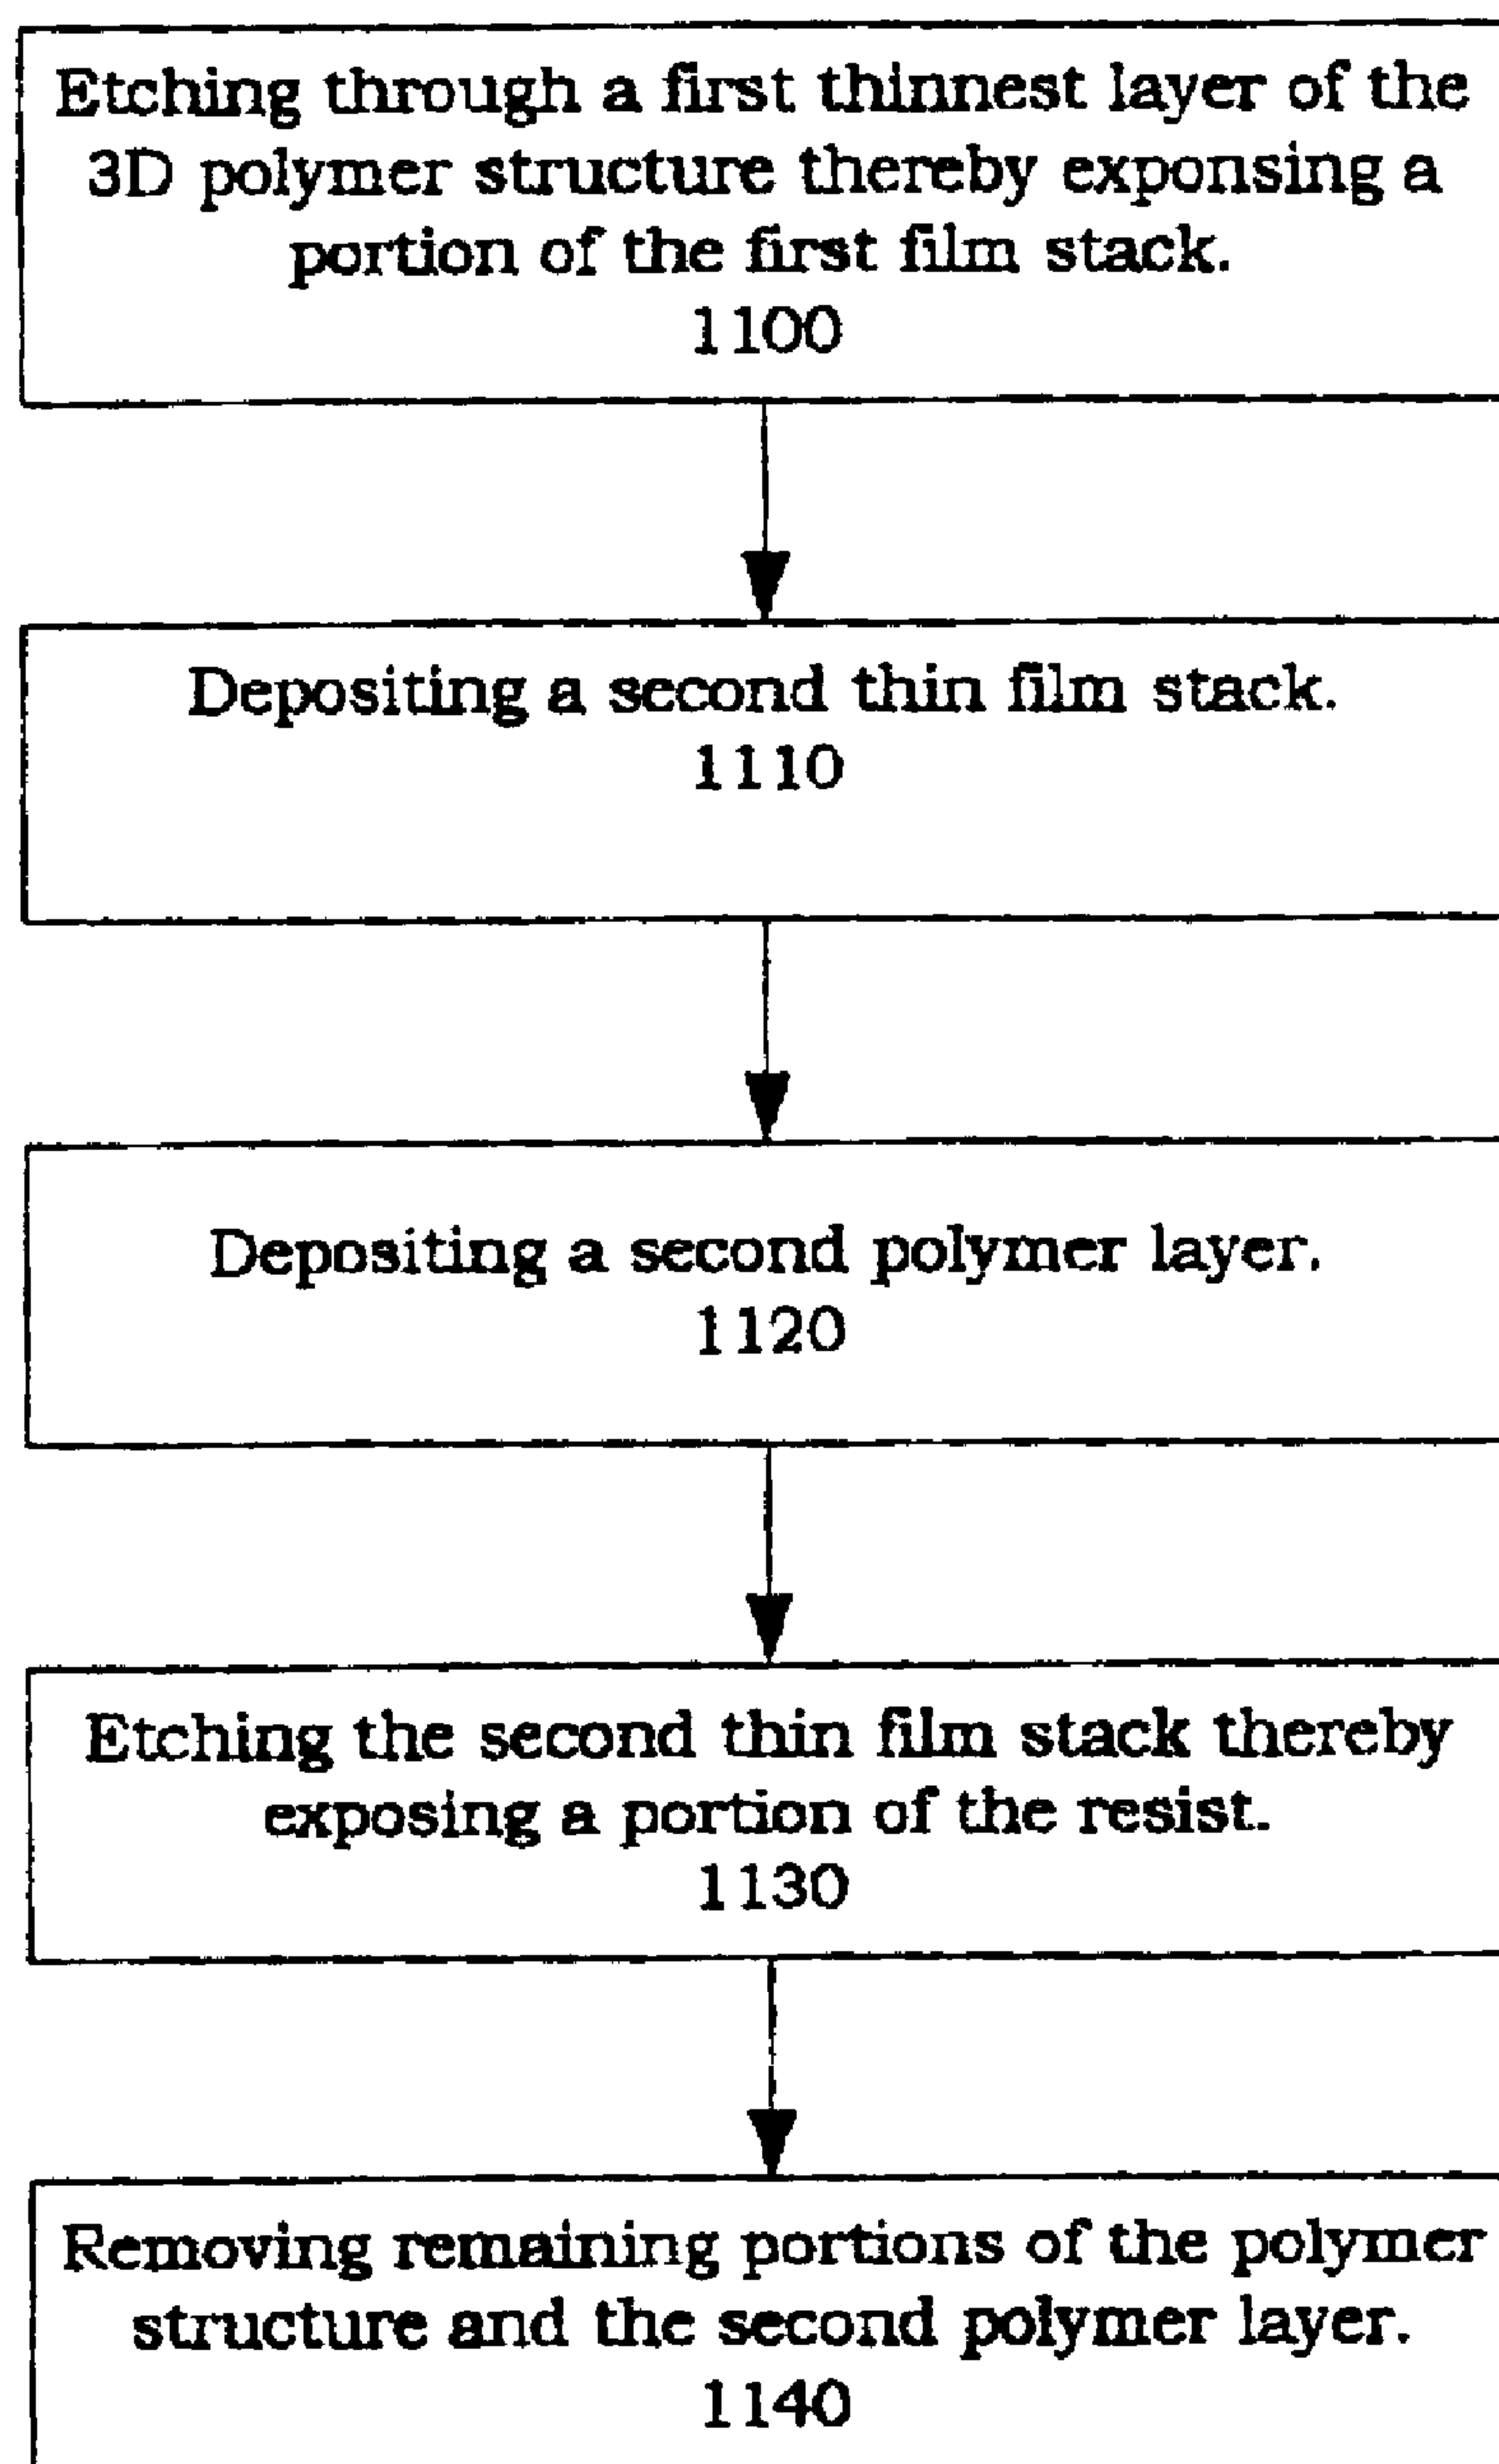 Etching through a first thinnest layer of the
3D polymer structure thereby exponsing a
portion of the first film stack.
1100
Depositing a second thin film stack.
1110
Depositing a second polymer layer.
1120
Etching the second thin film stack thereby
exposing a portion of the resist.
1130
Removing remaining portions of the polymer
structure and the second polymer layer.
1140